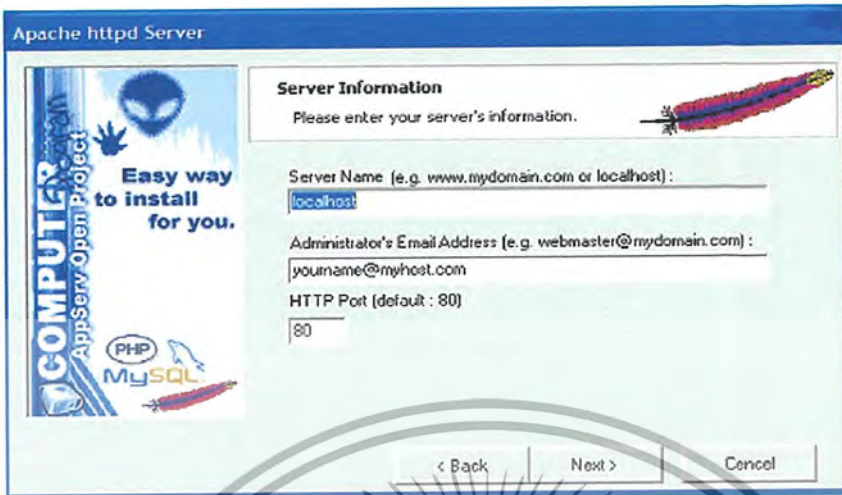 Apache httpd Server
COMPUTER
AppServ Open Project
Easy way
to install
for you.
PHP
MySQL
Server Information
Please enter your server's information.
Server Name (e.g. www.mydomain.com or localhost) :
localhost
Administrator's Email Address (e.g. webmaster@mydomain.com) :
yourname@myhost.com
HTTP Port (default : 80)
80
< Back
Next >
Cancel